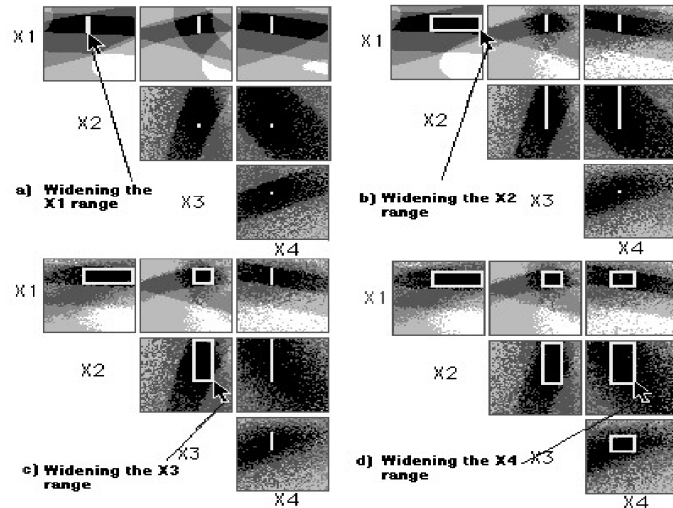 X1
X2
a) Widening the
X1 range
X3
X4
X1
X2
b) Widening the X2
range
X3
X4
X1
X2
X3
c) Widening the X3
range
X4
X1
X2
X3
d) Widening the X4
range
X4